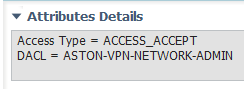 Attributes Details
Access Type = ACCESS_ACCEPT
DACL = ASTON-VPN-NETWORK-ADMIN